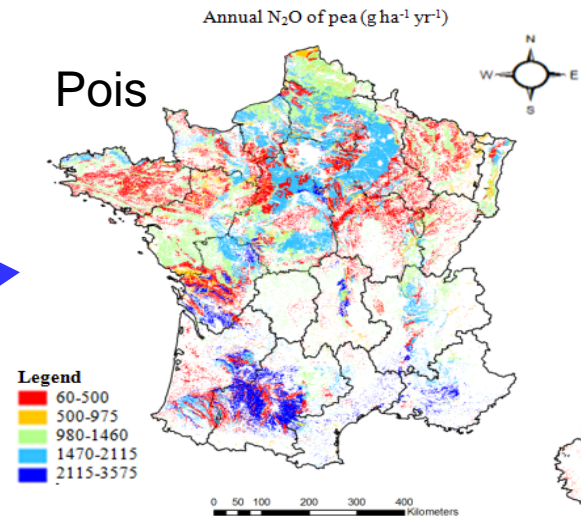 Annual N₂O of pea (g ha⁻¹ yr⁻¹)
Pois
N
W E
S
Legend
60-500
500-975
980-1460
1470-2115
2115-3575
0 50 100 200 300 400
Kilometers